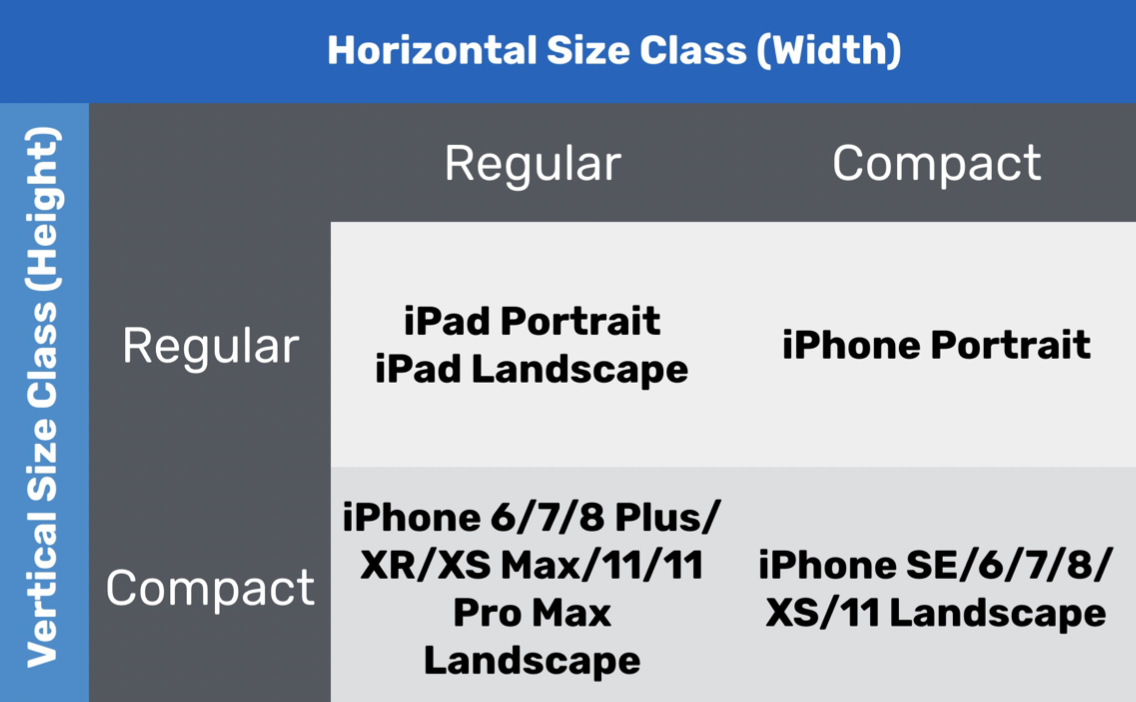 Horizontal Size Class (Width)
Vertical Size Class (Height)
Regular
Compact
Regular
iPad Portrait
iPad Landscape
iPhone Portrait
Compact
iPhone 6/7/8 Plus/
XR/XS Max/11/11
Pro Max
Landscape
iPhone SE/6/7/8/
XS/11 Landscape